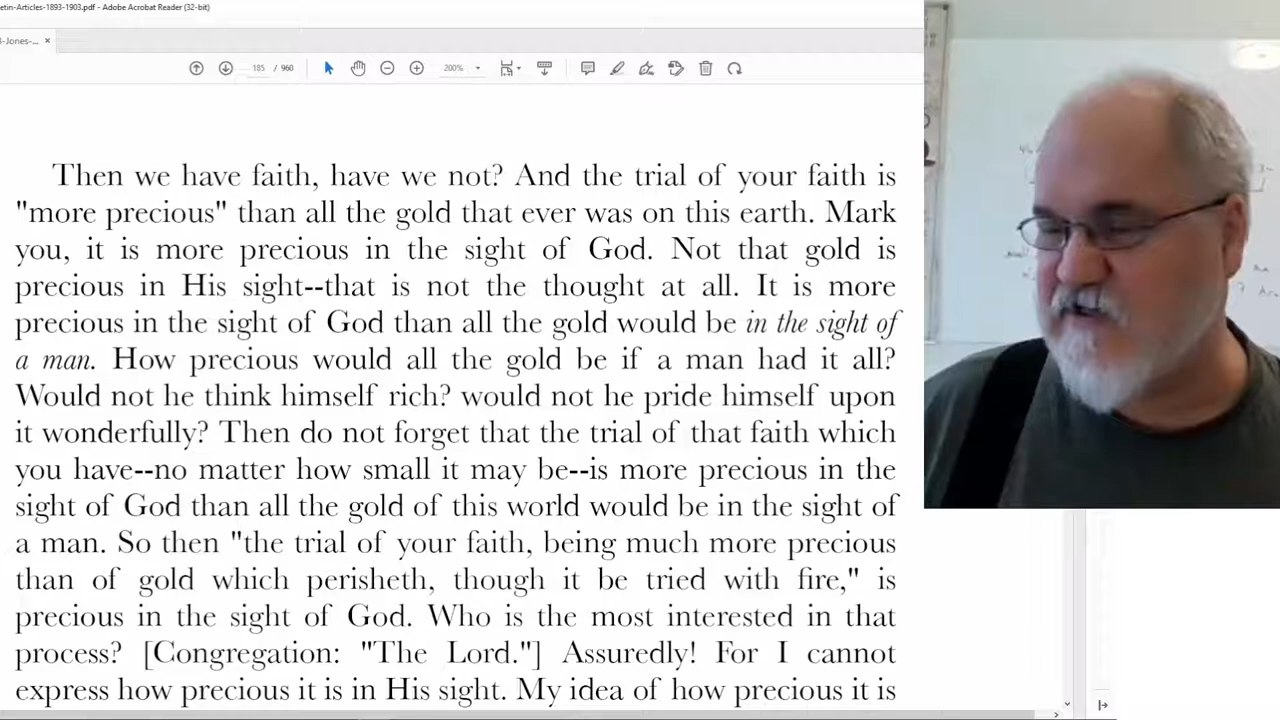 etin-Articles-1893-1903.pdf - Adobe Acrobat Reader (32-bit)
-Jones-... ×
185 / 960
200%
Then we have faith, have we not? And the trial of your faith is
"more precious" than all the gold that ever was on this earth. Mark
you, it is more precious in the sight of God. Not that gold is
precious in His sight--that is not the thought at all. It is more
precious in the sight of God than all the gold would be in the sight of
a man. How precious would all the gold be if a man had it all?
Would not he think himself rich? would not he pride himself upon
it wonderfully? Then do not forget that the trial of that faith which
you have--no matter how small it may be--is more precious in the
sight of God than all the gold of this world would be in the sight of
a man. So then "the trial of your faith, being much more precious
than of gold which perisheth, though it be tried with fire," is
precious in the sight of God. Who is the most interested in that
process? [Congregation: "The Lord."] Assuredly! For I cannot
express how precious it is in His sight. My idea of how precious it is